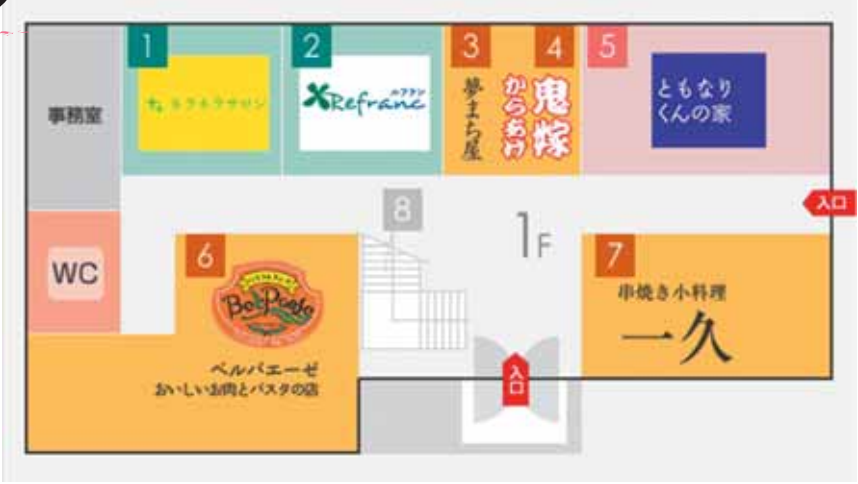 1
2
3
4
5
事務室
キラキラサロン
ルフラン
Refranc
夢まち屋
鬼嫁
からあげ
ともなり
くんの家
8
1F
入口
WC
6
7
串焼き小料理
一久
ベルパエーゼ
おいしいお肉とパスタの店
入口